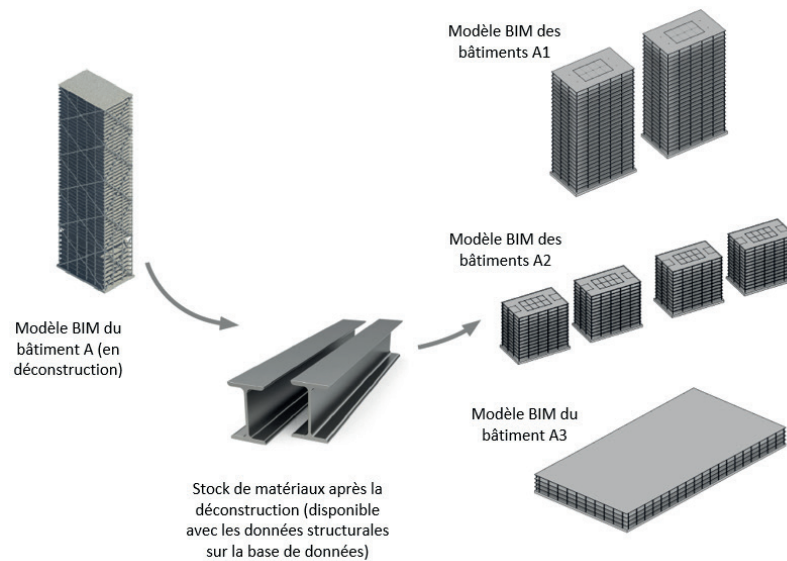 Modèle BIM des
bâtiments A1
Modèle BIM du
bâtiment A (en
déconstruction)
Modèle BIM des
bâtiments A2
Modèle BIM du
bâtiment A3
Stock de matériaux après la
déconstruction (disponible
avec les données structurales
sur la base de données)